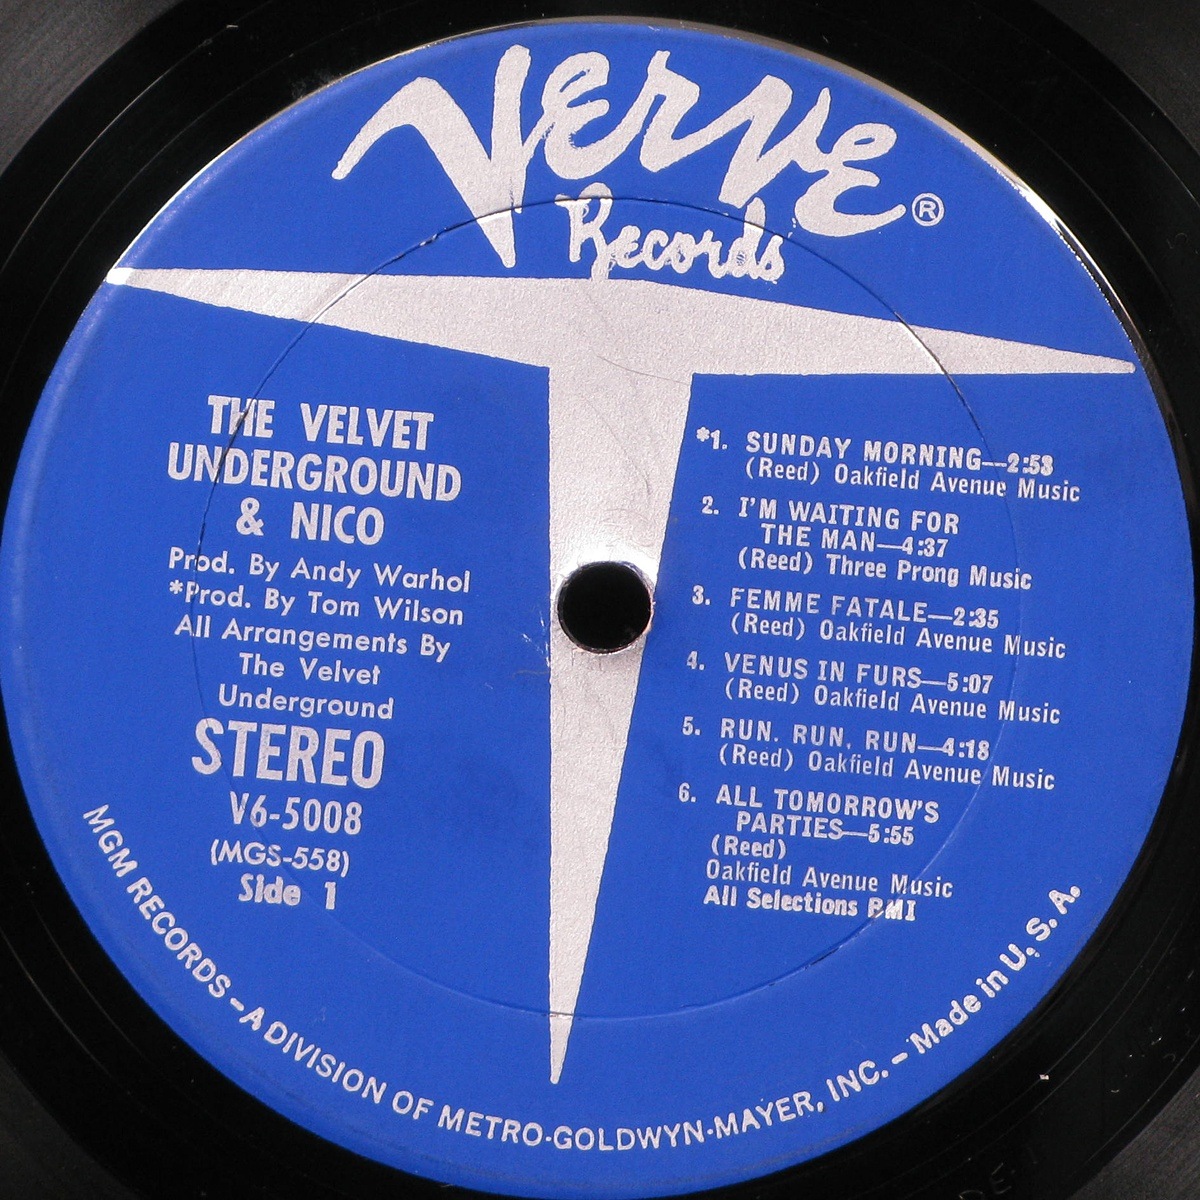 Verve®
Records
THE VELVET
UNDERGROUND
& NICO
Prod. By Andy Warhol
*Prod. By Tom Wilson
All Arrangements By
The Velvet
Underground
STEREO
V6-5008
(MGS-558)
Side 1
*1. SUNDAY MORNING—2:53
(Reed) Oakfield Avenue Music
2. I'M WAITING FOR
THE MAN—4:37
(Reed) Three Prong Music
3. FEMME FATALE—2:35
(Reed) Oakfield Avenue Music
4. VENUS IN FURS—5:07
(Reed) Oakfield Avenue Music
5. RUN, RUN, RUN—4:18
(Reed) Oakfield Avenue Music
6. ALL TOMORROW'S
PARTIES—5:55
(Reed)
Oakfield Avenue Music
All Selections BMI
MGM RECORDS – A DIVISION OF METRO-GOLDWYN-MAYER, INC. – Made in U. S. A.